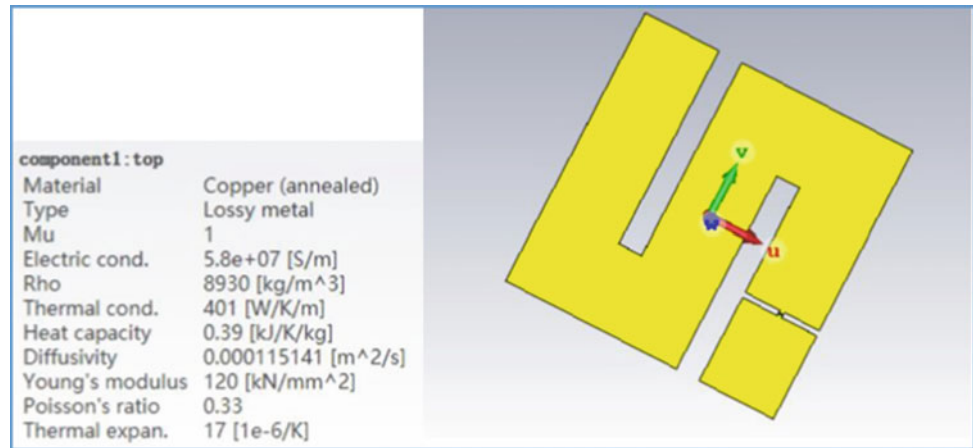 component1:top
Material Copper (annealed)
Type Lossy metal
Mu 1
Electric cond. 5.8e+07 [S/m]
Rho 8930 [kg/m^3]
Thermal cond. 401 [W/K/m]
Heat capacity 0.39 [kJ/K/kg]
Diffusivity 0.000115141 [m^2/s]
Young's modulus 120 [kN/mm^2]
Poisson's ratio 0.33
Thermal expan. 17 [1e-6/K]
v
w
u